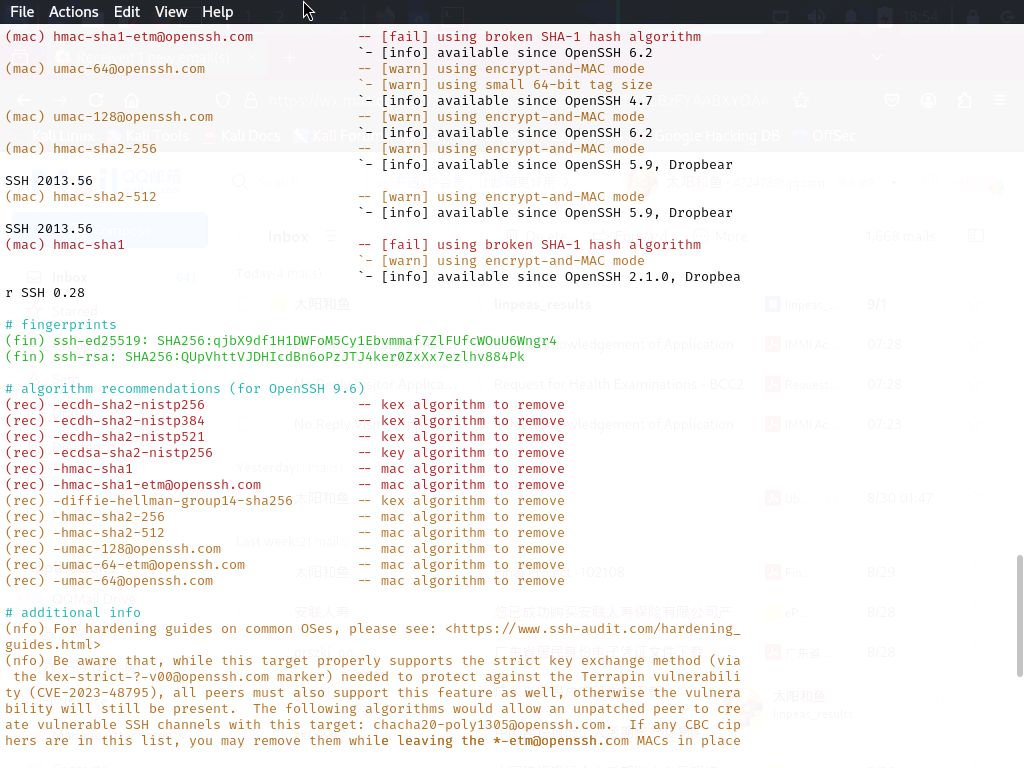 File Actions Edit View Help
(mac) hmac-sha1-etm@openssh.com -- [fail] using broken SHA-1 hash algorithm
`- [info] available since OpenSSH 6.2
(mac) umac-64@openssh.com -- [warn] using encrypt-and-MAC mode
`- [warn] using small 64-bit tag size
`- [info] available since OpenSSH 4.7
(mac) umac-128@openssh.com -- [warn] using encrypt-and-MAC mode
`- [info] available since OpenSSH 6.2
(mac) hmac-sha2-256 -- [warn] using encrypt-and-MAC mode
`- [info] available since OpenSSH 5.9, Dropbear
SSH 2013.56
(mac) hmac-sha2-512 -- [warn] using encrypt-and-MAC mode
`- [info] available since OpenSSH 5.9, Dropbear
SSH 2013.56
(mac) hmac-sha1 -- [fail] using broken SHA-1 hash algorithm
`- [warn] using encrypt-and-MAC mode
`- [info] available since OpenSSH 2.1.0, Dropbea
r SSH 0.28
# fingerprints
(fin) ssh-ed25519: SHA256:qjbX9df1H1DWFoM5Cy1Ebvmmaf7ZlFUfcWOuU6Wngr4
(fin) ssh-rsa: SHA256:QUpVhttVJDHIcdBn6oPzJTJ4ker0ZxXx7ezlhv884Pk
# algorithm recommendations (for OpenSSH 9.6)
(rec) -ecdh-sha2-nistp256 -- kex algorithm to remove
(rec) -ecdh-sha2-nistp384 -- kex algorithm to remove
(rec) -ecdh-sha2-nistp521 -- kex algorithm to remove
(rec) -ecdsa-sha2-nistp256 -- key algorithm to remove
(rec) -hmac-sha1 -- mac algorithm to remove
(rec) -hmac-sha1-etm@openssh.com -- mac algorithm to remove
(rec) -diffie-hellman-group14-sha256 -- kex algorithm to remove
(rec) -hmac-sha2-256 -- mac algorithm to remove
(rec) -hmac-sha2-512 -- mac algorithm to remove
(rec) -umac-128@openssh.com -- mac algorithm to remove
(rec) -umac-64-etm@openssh.com -- mac algorithm to remove
(rec) -umac-64@openssh.com -- mac algorithm to remove
# additional info
(nfo) For hardening guides on common OSes, please see: <https://www.ssh-audit.com/hardening_
guides.html>
(nfo) Be aware that, while this target properly supports the strict key exchange method (via
the kex-strict-?-v00@openssh.com marker) needed to protect against the Terrapin vulnerabili
ty (CVE-2023-48795), all peers must also support this feature as well, otherwise the vulnera
bility will still be present. The following algorithms would allow an unpatched peer to cre
ate vulnerable SSH channels with this target: chacha20-poly1305@openssh.com. If any CBC cip
hers are in this list, you may remove them while leaving the *-etm@openssh.com MACs in place